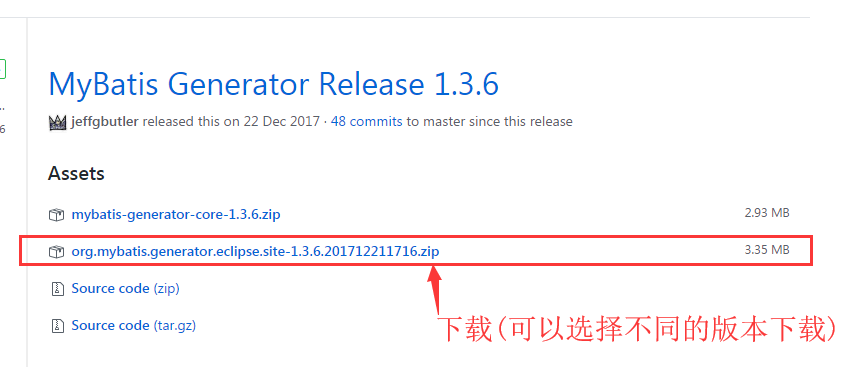 MyBatis Generator Release 1.3.6
jeffgbutler released this on 22 Dec 2017 · 48 commits to master since this release
..
6
Assets
mybatis-generator-core-1.3.6.zip 2.93 MB
org.mybatis.generator.eclipse.site-1.3.6.201712211716.zip 3.35 MB
Source code (zip)
Source code (tar.gz)
下载(可以选择不同的版本下载)